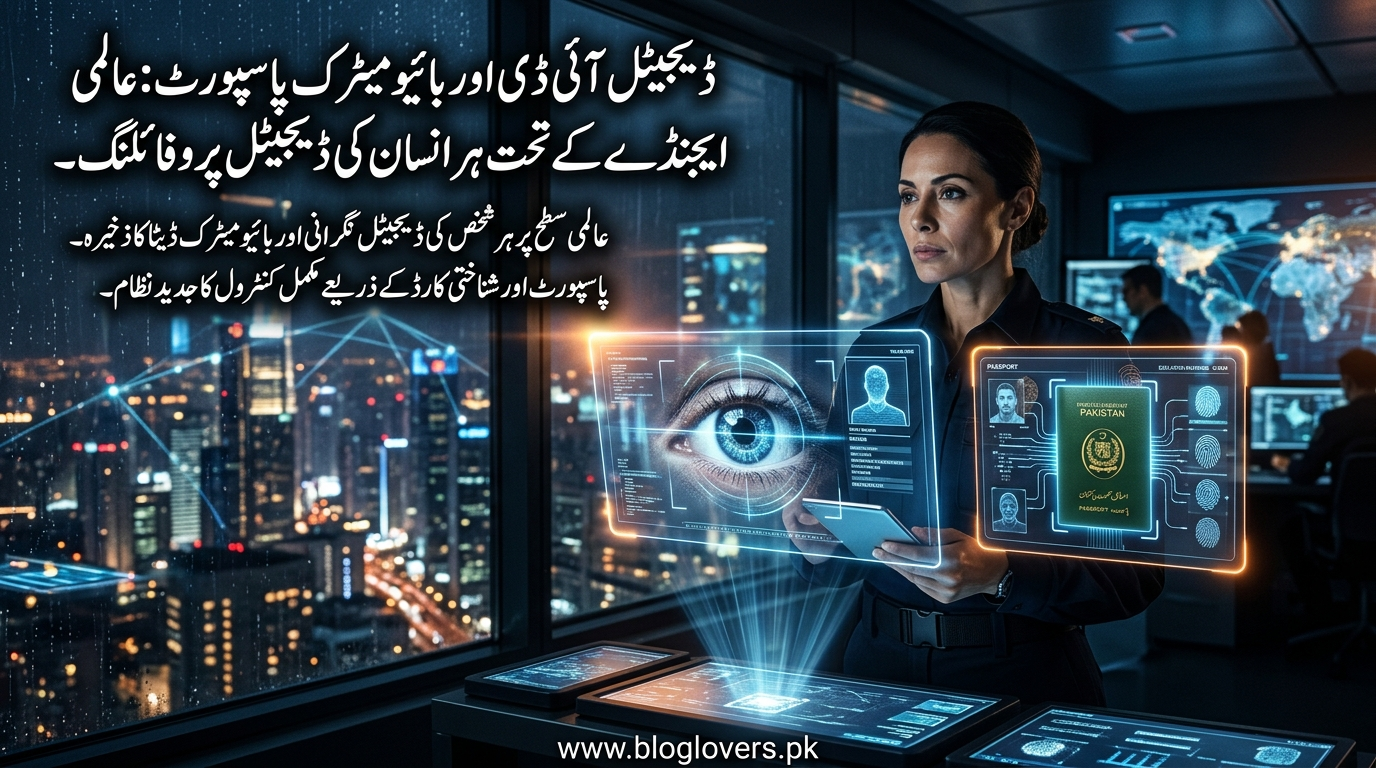 ڈیجیٹل آئی ڈی اور بائیو میٹرک پاسپورٹ: عالمی
ایجنڈے کے تحت ہر انسان کی ڈیجیٹل پروفائلنگ۔
عالمی سطح پر ہر شخص کی ڈیجیٹل نگرانی اور بائیو میٹرک ڈیٹا کا ذخیرہ۔
پاسپورٹ اور شناختی کارڈ کے ذریعے مکمل کنٹرول کا جدید نظام۔
PASSPORT
PAKISTAN
www.bloglovers.pk